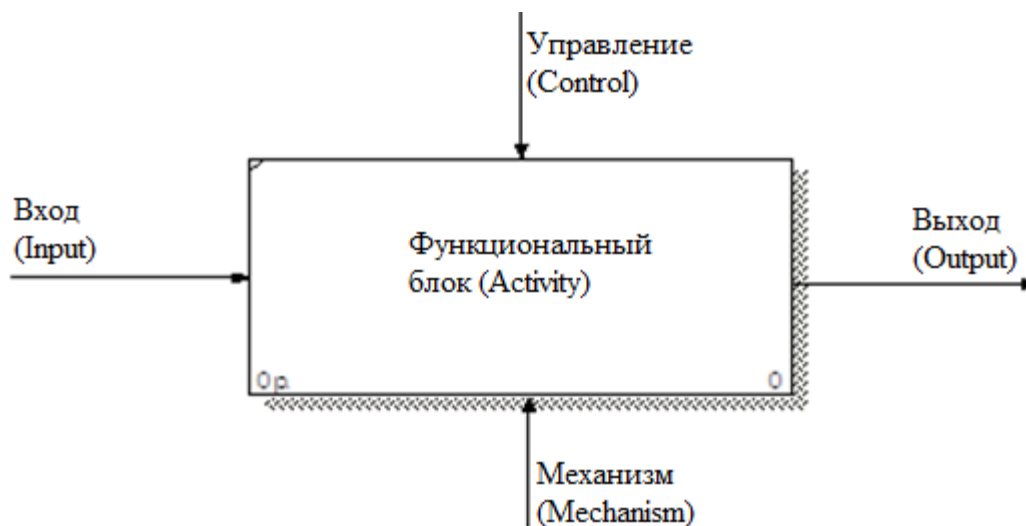 Управление
(Control)
Вход
(Input)
Функциональный
блок (Activity)
Выход
(Output)
0р.
0
Механизм
(Mechanism)